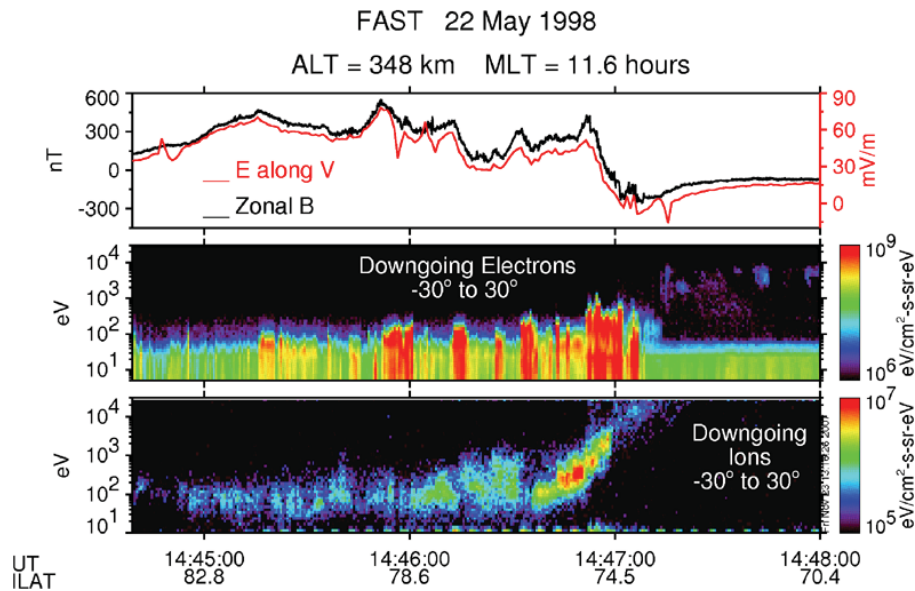 FAST 22 May 1998
ALT = 348 km MLT = 11.6 hours
600
300
0
-300
nT
E along V
Zonal B
90
60
30
0
mV/m
10⁴
10³
10²
10¹
eV
Downgoing Electrons
-30° to 30°
10⁹
10⁶
eV/cm²-s-sr-eV
10⁴
10³
10²
10¹
eV
Downgoing
Ions
-30° to 30°
10⁷
10⁵
eV/cm²-s-sr-eV
UT 14:45:00 14:46:00 14:47:00 14:48:00
ILAT 82.8 78.6 74.5 70.4